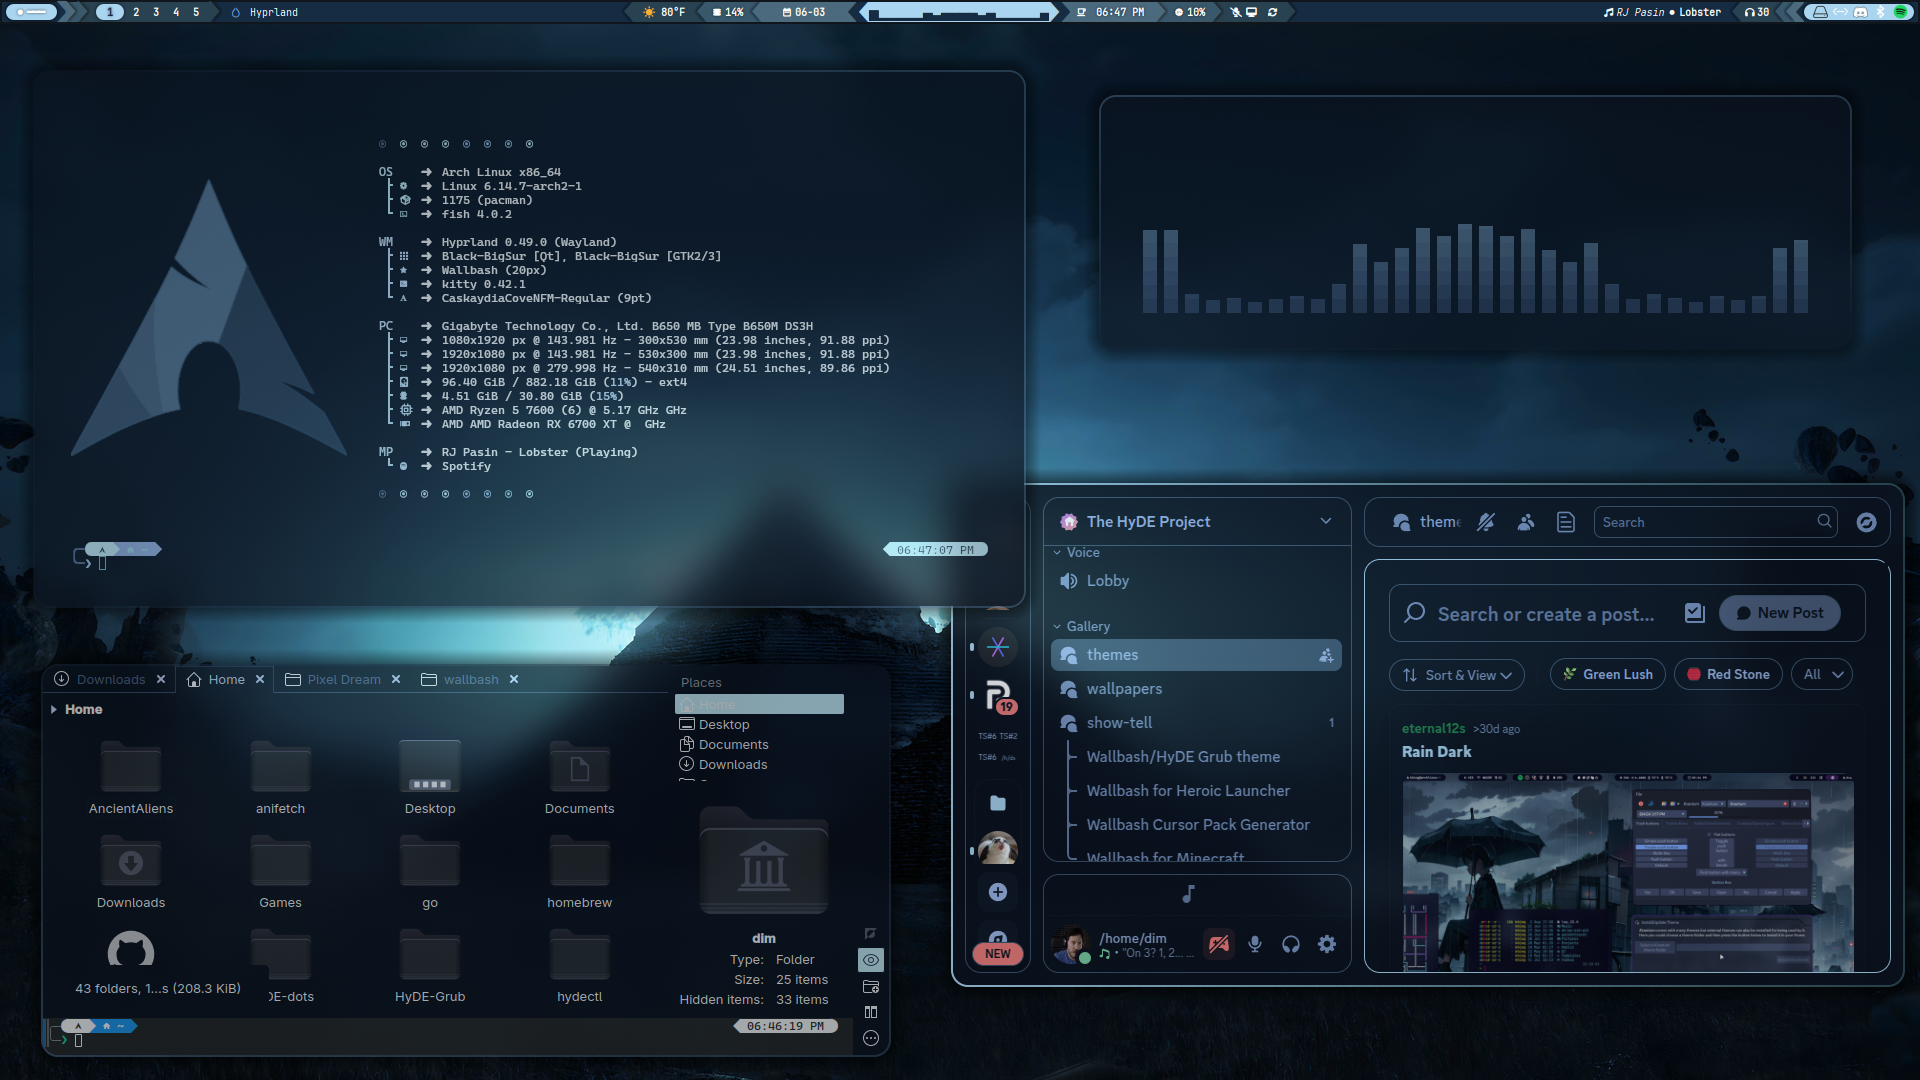 1 2 3 4 5 Hyprland
80°F 14% 06-03 06:47 PM 10%
RJ Pasin • Lobster 30
OS ➜ Arch Linux x86_64
➜ Linux 6.14.7-arch2-1
➜ 1175 (pacman)
➜ fish 4.0.2
WM ➜ Hyprland 0.49.0 (Wayland)
➜ Black-BigSur [Qt], Black-BigSur [GTK2/3]
➜ Wallbash (20px)
➜ kitty 0.42.1
➜ CaskaydiaCoveNFM-Regular (9pt)
PC ➜ Gigabyte Technology Co., Ltd. B650 MB Type B650M DS3H
➜ 1080x1920 px @ 143.981 Hz - 300x530 mm (23.98 inches, 91.88 ppi)
➜ 1920x1080 px @ 143.981 Hz - 530x300 mm (23.98 inches, 91.88 ppi)
➜ 1920x1080 px @ 279.998 Hz - 540x310 mm (24.51 inches, 89.86 ppi)
➜ 96.40 GiB / 882.18 GiB (11%) - ext4
➜ 4.51 GiB / 30.80 GiB (15%)
➜ AMD Ryzen 5 7600 (6) @ 5.17 GHz GHz
➜ AMD AMD Radeon RX 6700 XT @  GHz
MP ➜ RJ Pasin - Lobster (Playing)
➜ Spotify
~
06:47:07 PM
Downloads Home Pixel Dream wallbash
Home
AncientAliens anifetch Desktop Documents
Downloads Games go homebrew
43 folders, 1...s (208.3 KiB)
DE-dots HyDE-Grub hydectl
Places
Home
Desktop
Documents
Downloads
dim
Type: Folder
Size: 25 items
Hidden items: 33 items
~
06:46:19 PM
19
TS#6 TS#2
TS#6
NEW
The HyDE Project
Voice
Lobby
Gallery
themes
wallpapers
show-tell 1
Wallbash/HyDE Grub theme
Wallbash for Heroic Launcher
Wallbash Cursor Pack Generator
Wallbash for Minecraft
/home/dim
• "On 3? 1, 2... ...
theme
Search
Search or create a post...
New Post
Sort & View
Green Lush
Red Stone
All
eternal12s >30d ago
Rain Dark